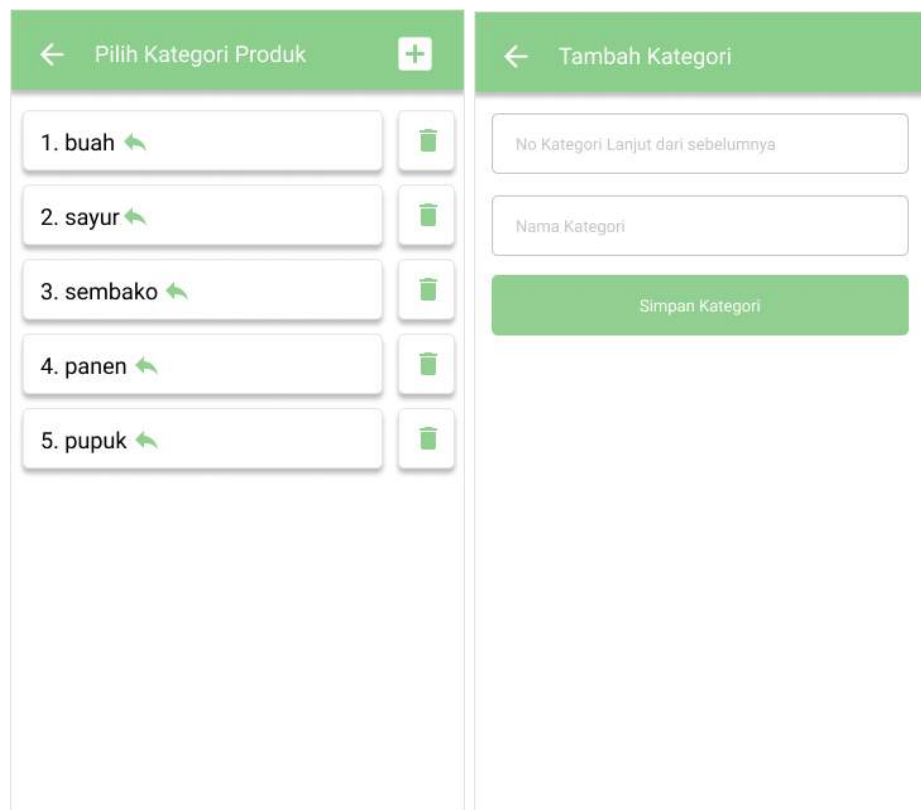 Pilih Kategori Produk
1. buah
2. sayur
3. sembako
4. panen
5. pupuk
Tambah Kategori
No Kategori Lanjut dari sebelumnya
Nama Kategori
Simpan Kategori